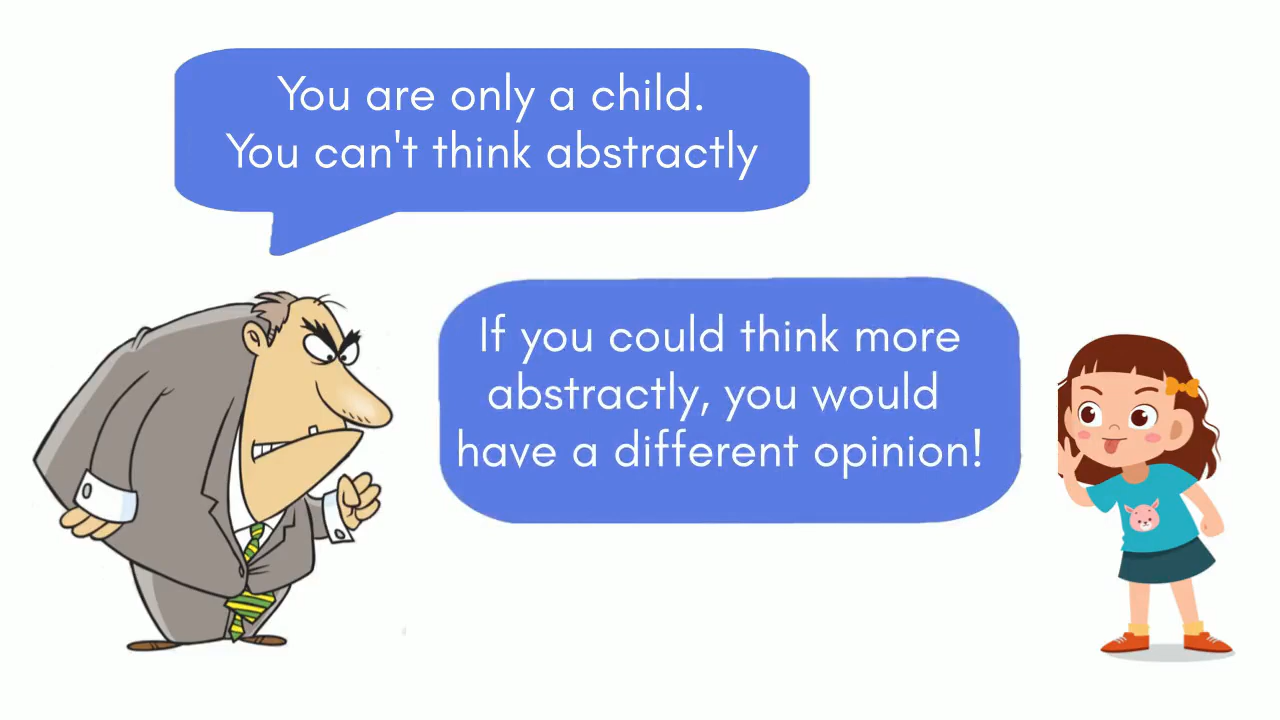 You are only a child.
You can't think abstractly
If you could think more
abstractly, you would
have a different opinion!